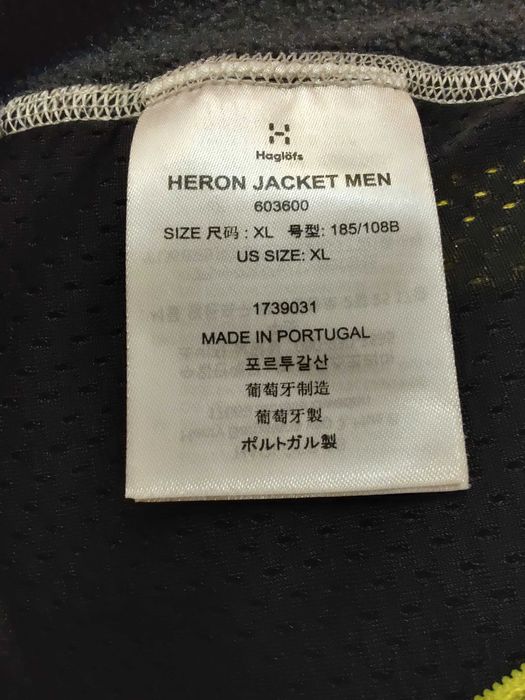 Haglöfs
HERON JACKET MEN
603600
SIZE 尺码 : XL 号型: 185/108B
US SIZE: XL
1739031
MADE IN PORTUGAL
포르투갈산
葡萄牙制造
葡萄牙製
ポルトガル製